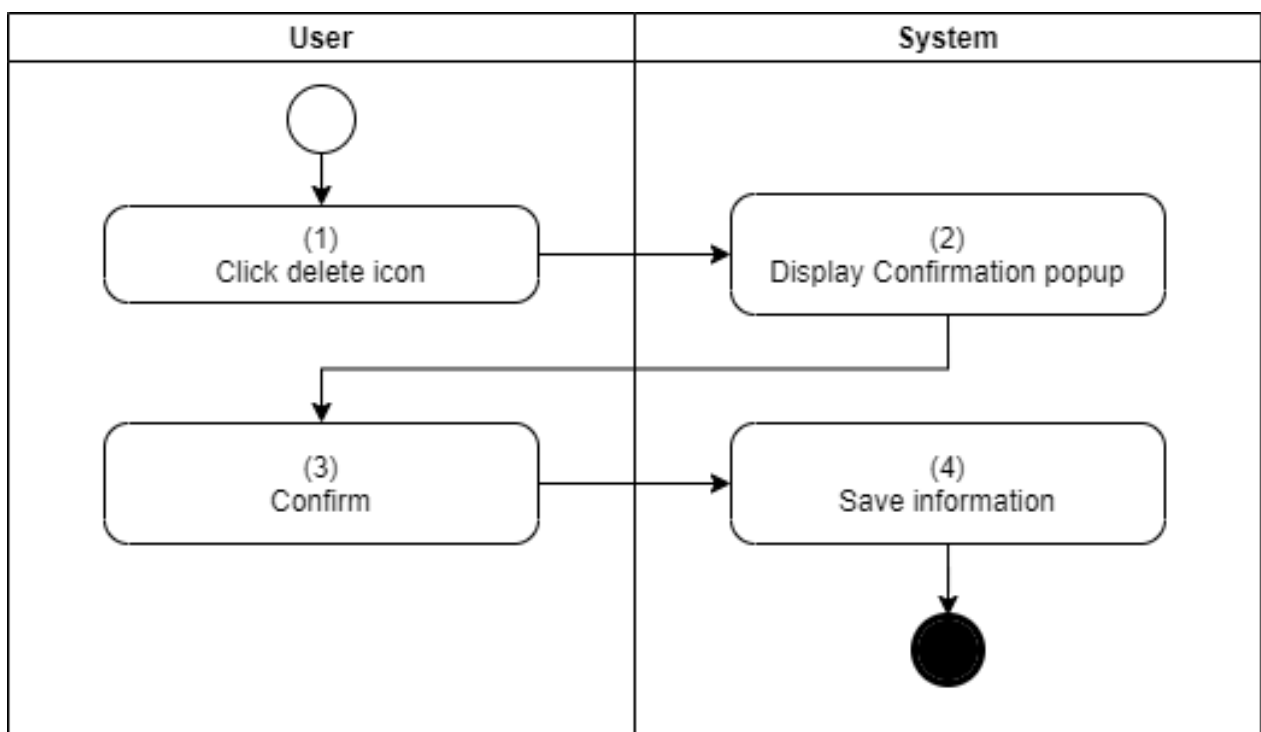 User
System
(1)
Click delete icon
(2)
Display Confirmation popup
(3)
Confirm
(4)
Save information